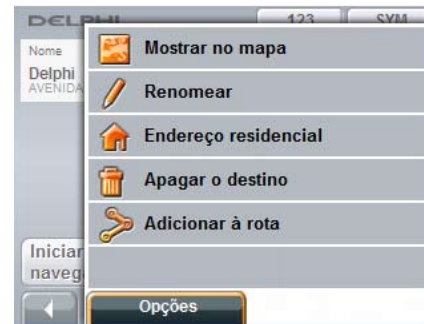 DELPHI
123
SYM
Nome
Delphi
AVENIDA
Mostrar no mapa
Renomear
Endereço residencial
Apagar o destino
Adicionar à rota
Iniciar
naveg
Opções